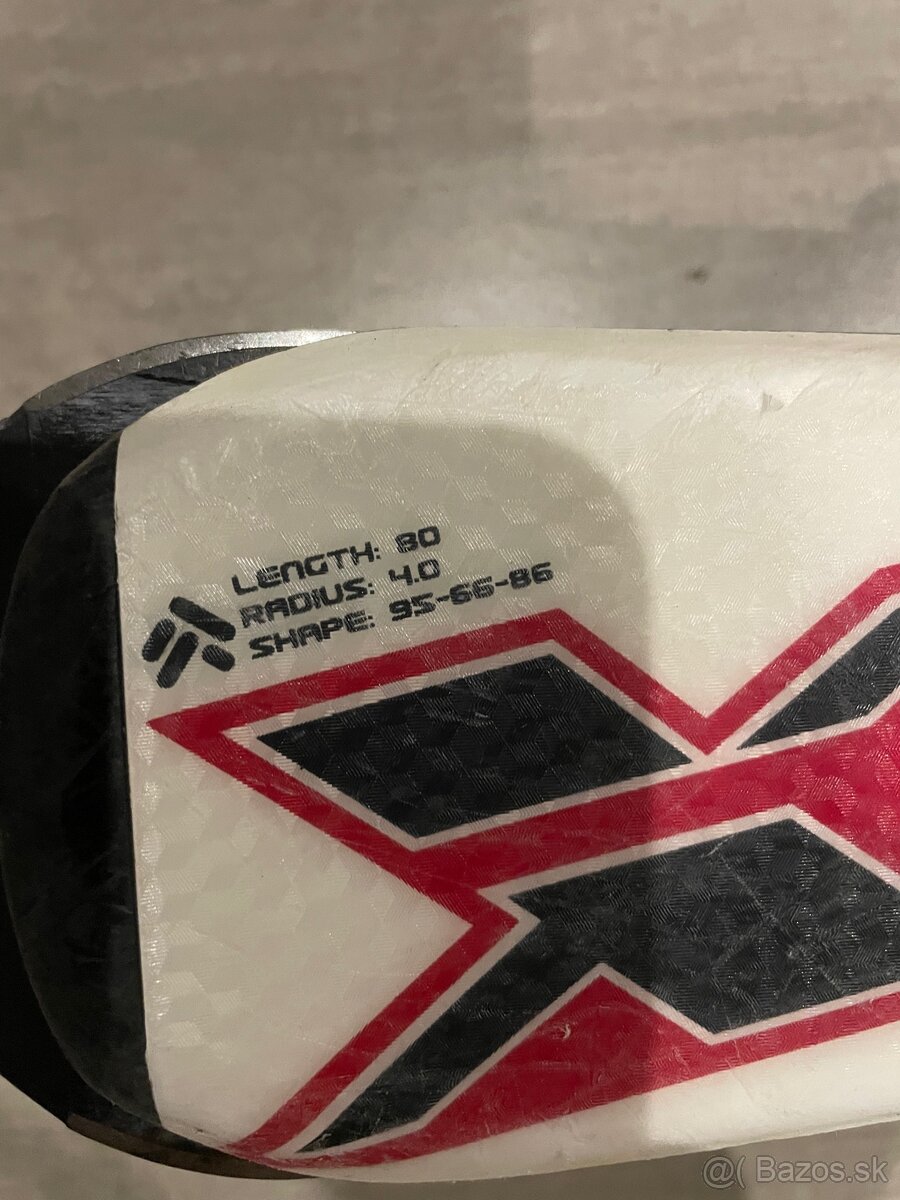 LENGTH: 80
RADIUS: 4.0
SHAPE: 95-66-86
@( Bazos.sk